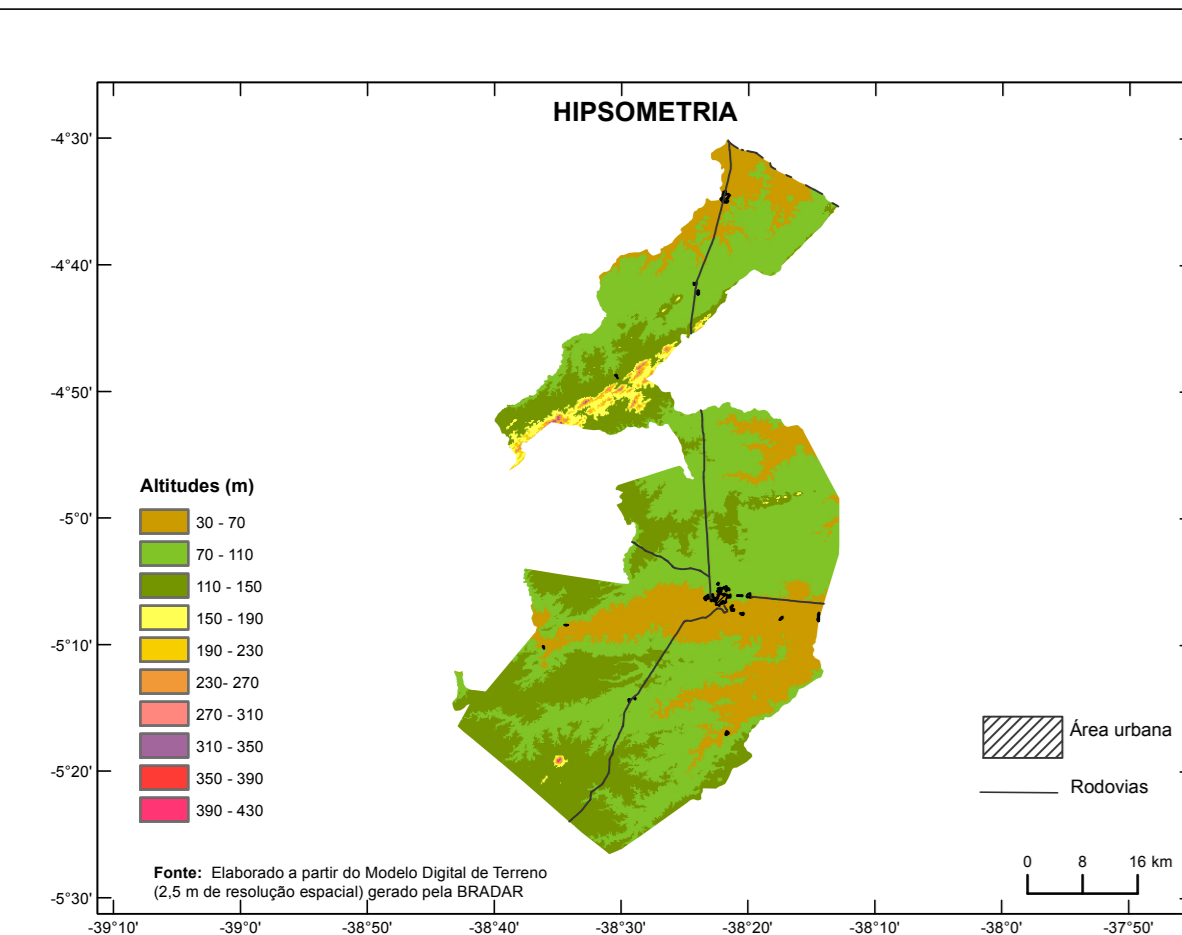 HIPSOMETRIA
-4°30'
-4°40'
-4°50'
-5°0'
-5°10'
-5°20'
-5°30'
Altitudes (m)
30 - 70
70 - 110
110 - 150
150 - 190
190 - 230
230- 270
270 - 310
310 - 350
350 - 390
390 - 430
Área urbana
Rodovias
0 8 16 km
Fonte: Elaborado a partir do Modelo Digital de Terreno
(2,5 m de resolução espacial) gerado pela BRADAR
-39°10' -39°0' -38°50' -38°40' -38°30' -38°20' -38°10' -38°0' -37°50'